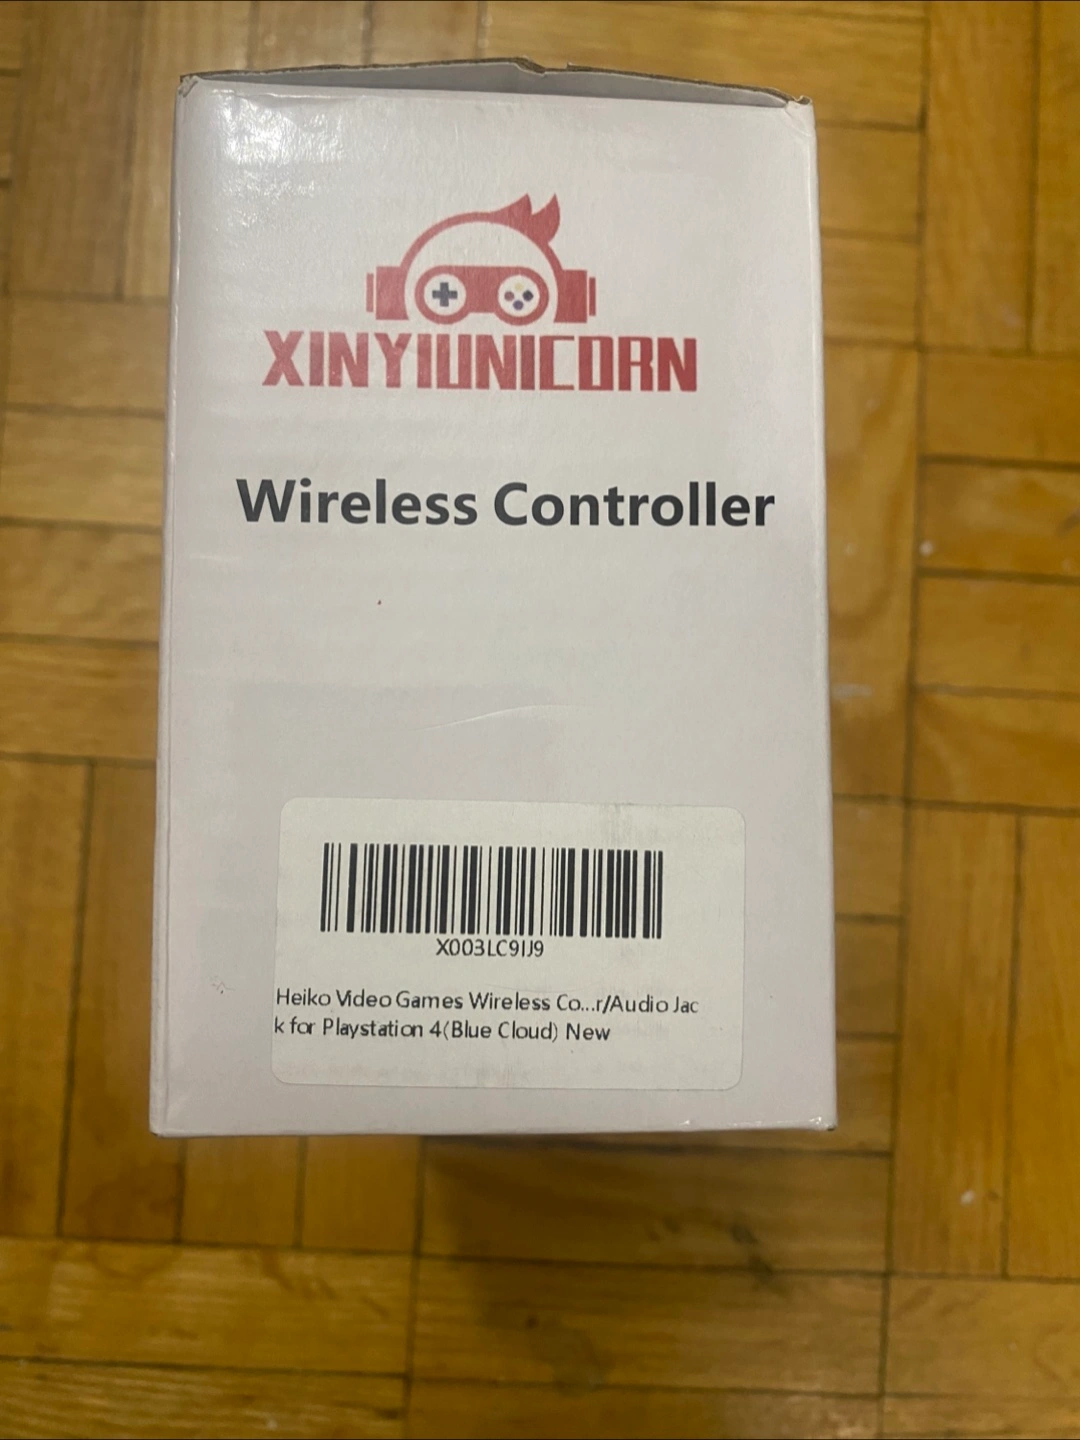 XINYIUNICORN
Wireless Controller
X003LC9IJ9
Heiko Video Games Wireless Co...r/Audio Jac
k for Playstation 4(Blue Cloud) New